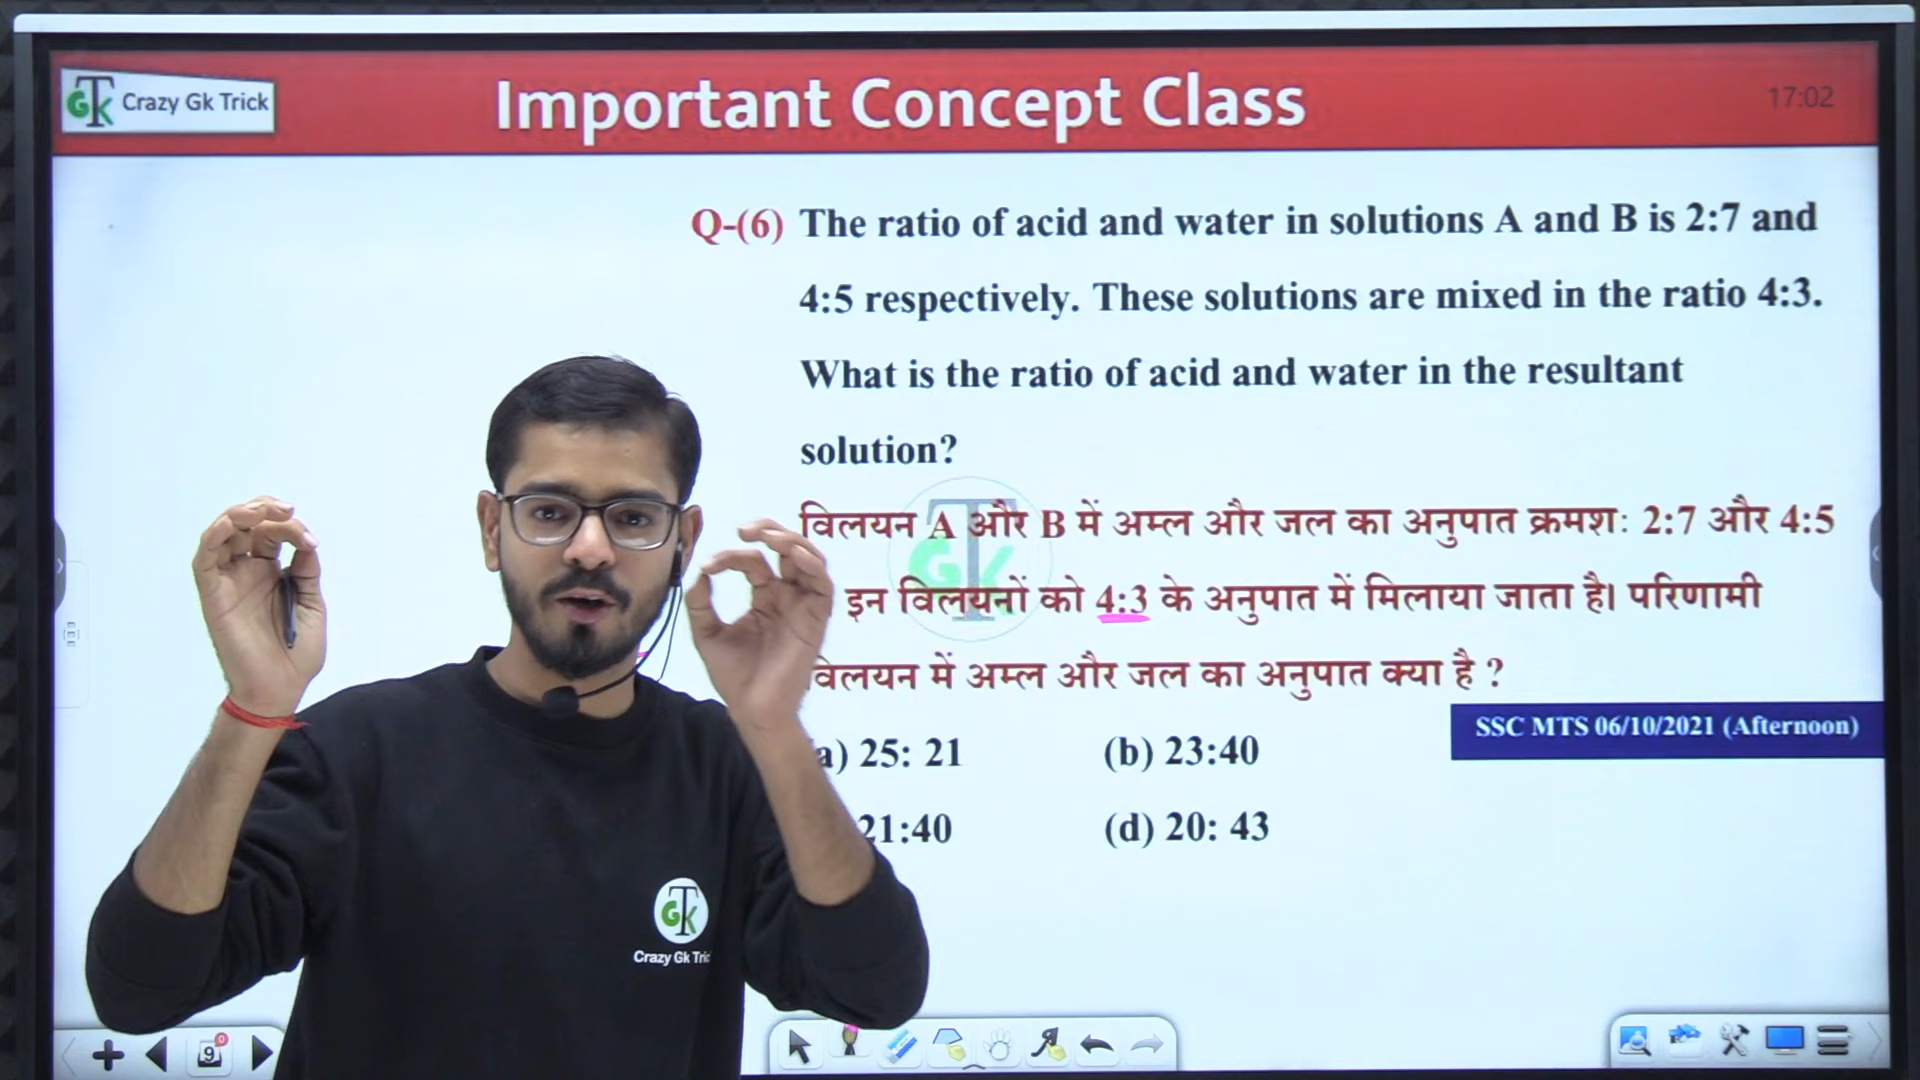 GTK Crazy Gk Trick
Important Concept Class
17:02
Q-(6) The ratio of acid and water in solutions A and B is 2:7 and
4:5 respectively. These solutions are mixed in the ratio 4:3.
What is the ratio of acid and water in the resultant
solution?
विलयन A और B में अम्ल और जल का अनुपात क्रमशः 2:7 और 4:5
इन विलयनों को 4:3 के अनुपात में मिलाया जाता है। परिणामी
विलयन में अम्ल और जल का अनुपात क्या है ?
SSC MTS 06/10/2021 (Afternoon)
a) 25: 21 (b) 23:40
21:40 (d) 20: 43
GTK
Crazy Gk Tric
9
0